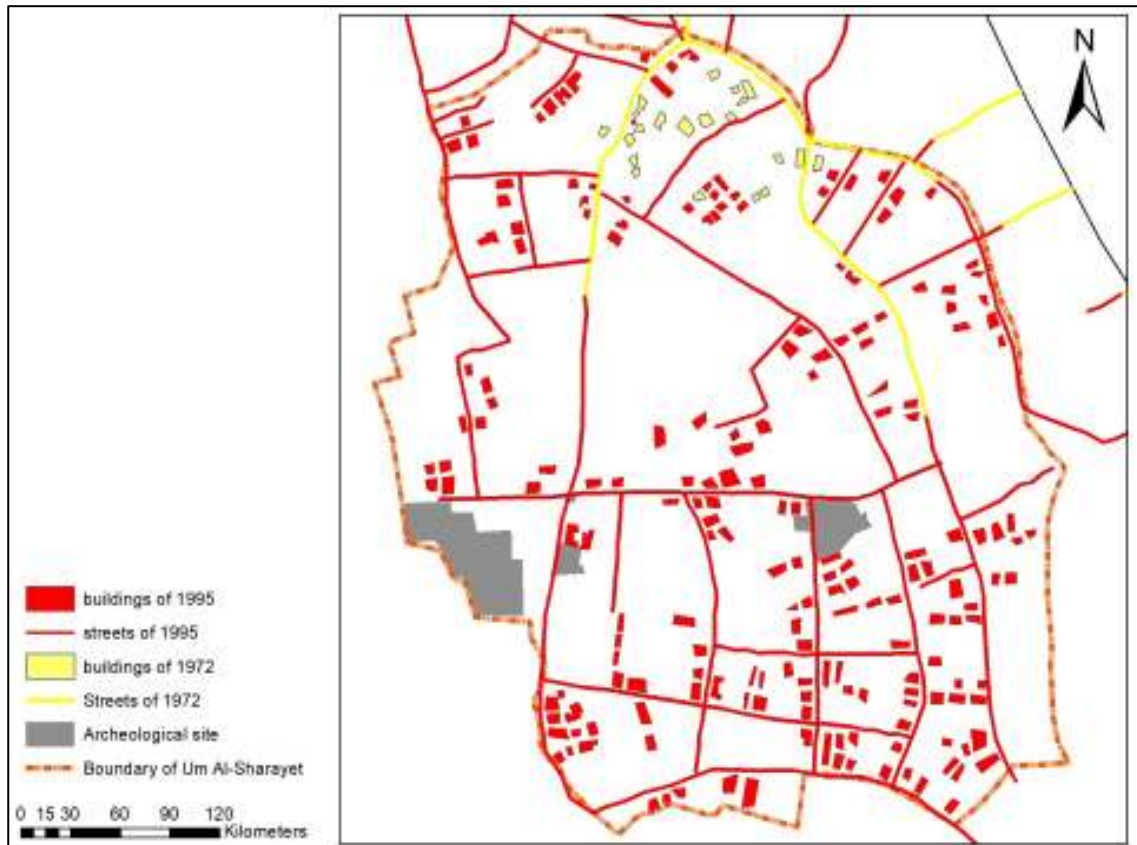 N
buildings of 1995
streets of 1995
buildings of 1972
Streets of 1972
Archeological site
Boundary of Um Al-Sharayet
0 15 30 60 90 120
Kilometers